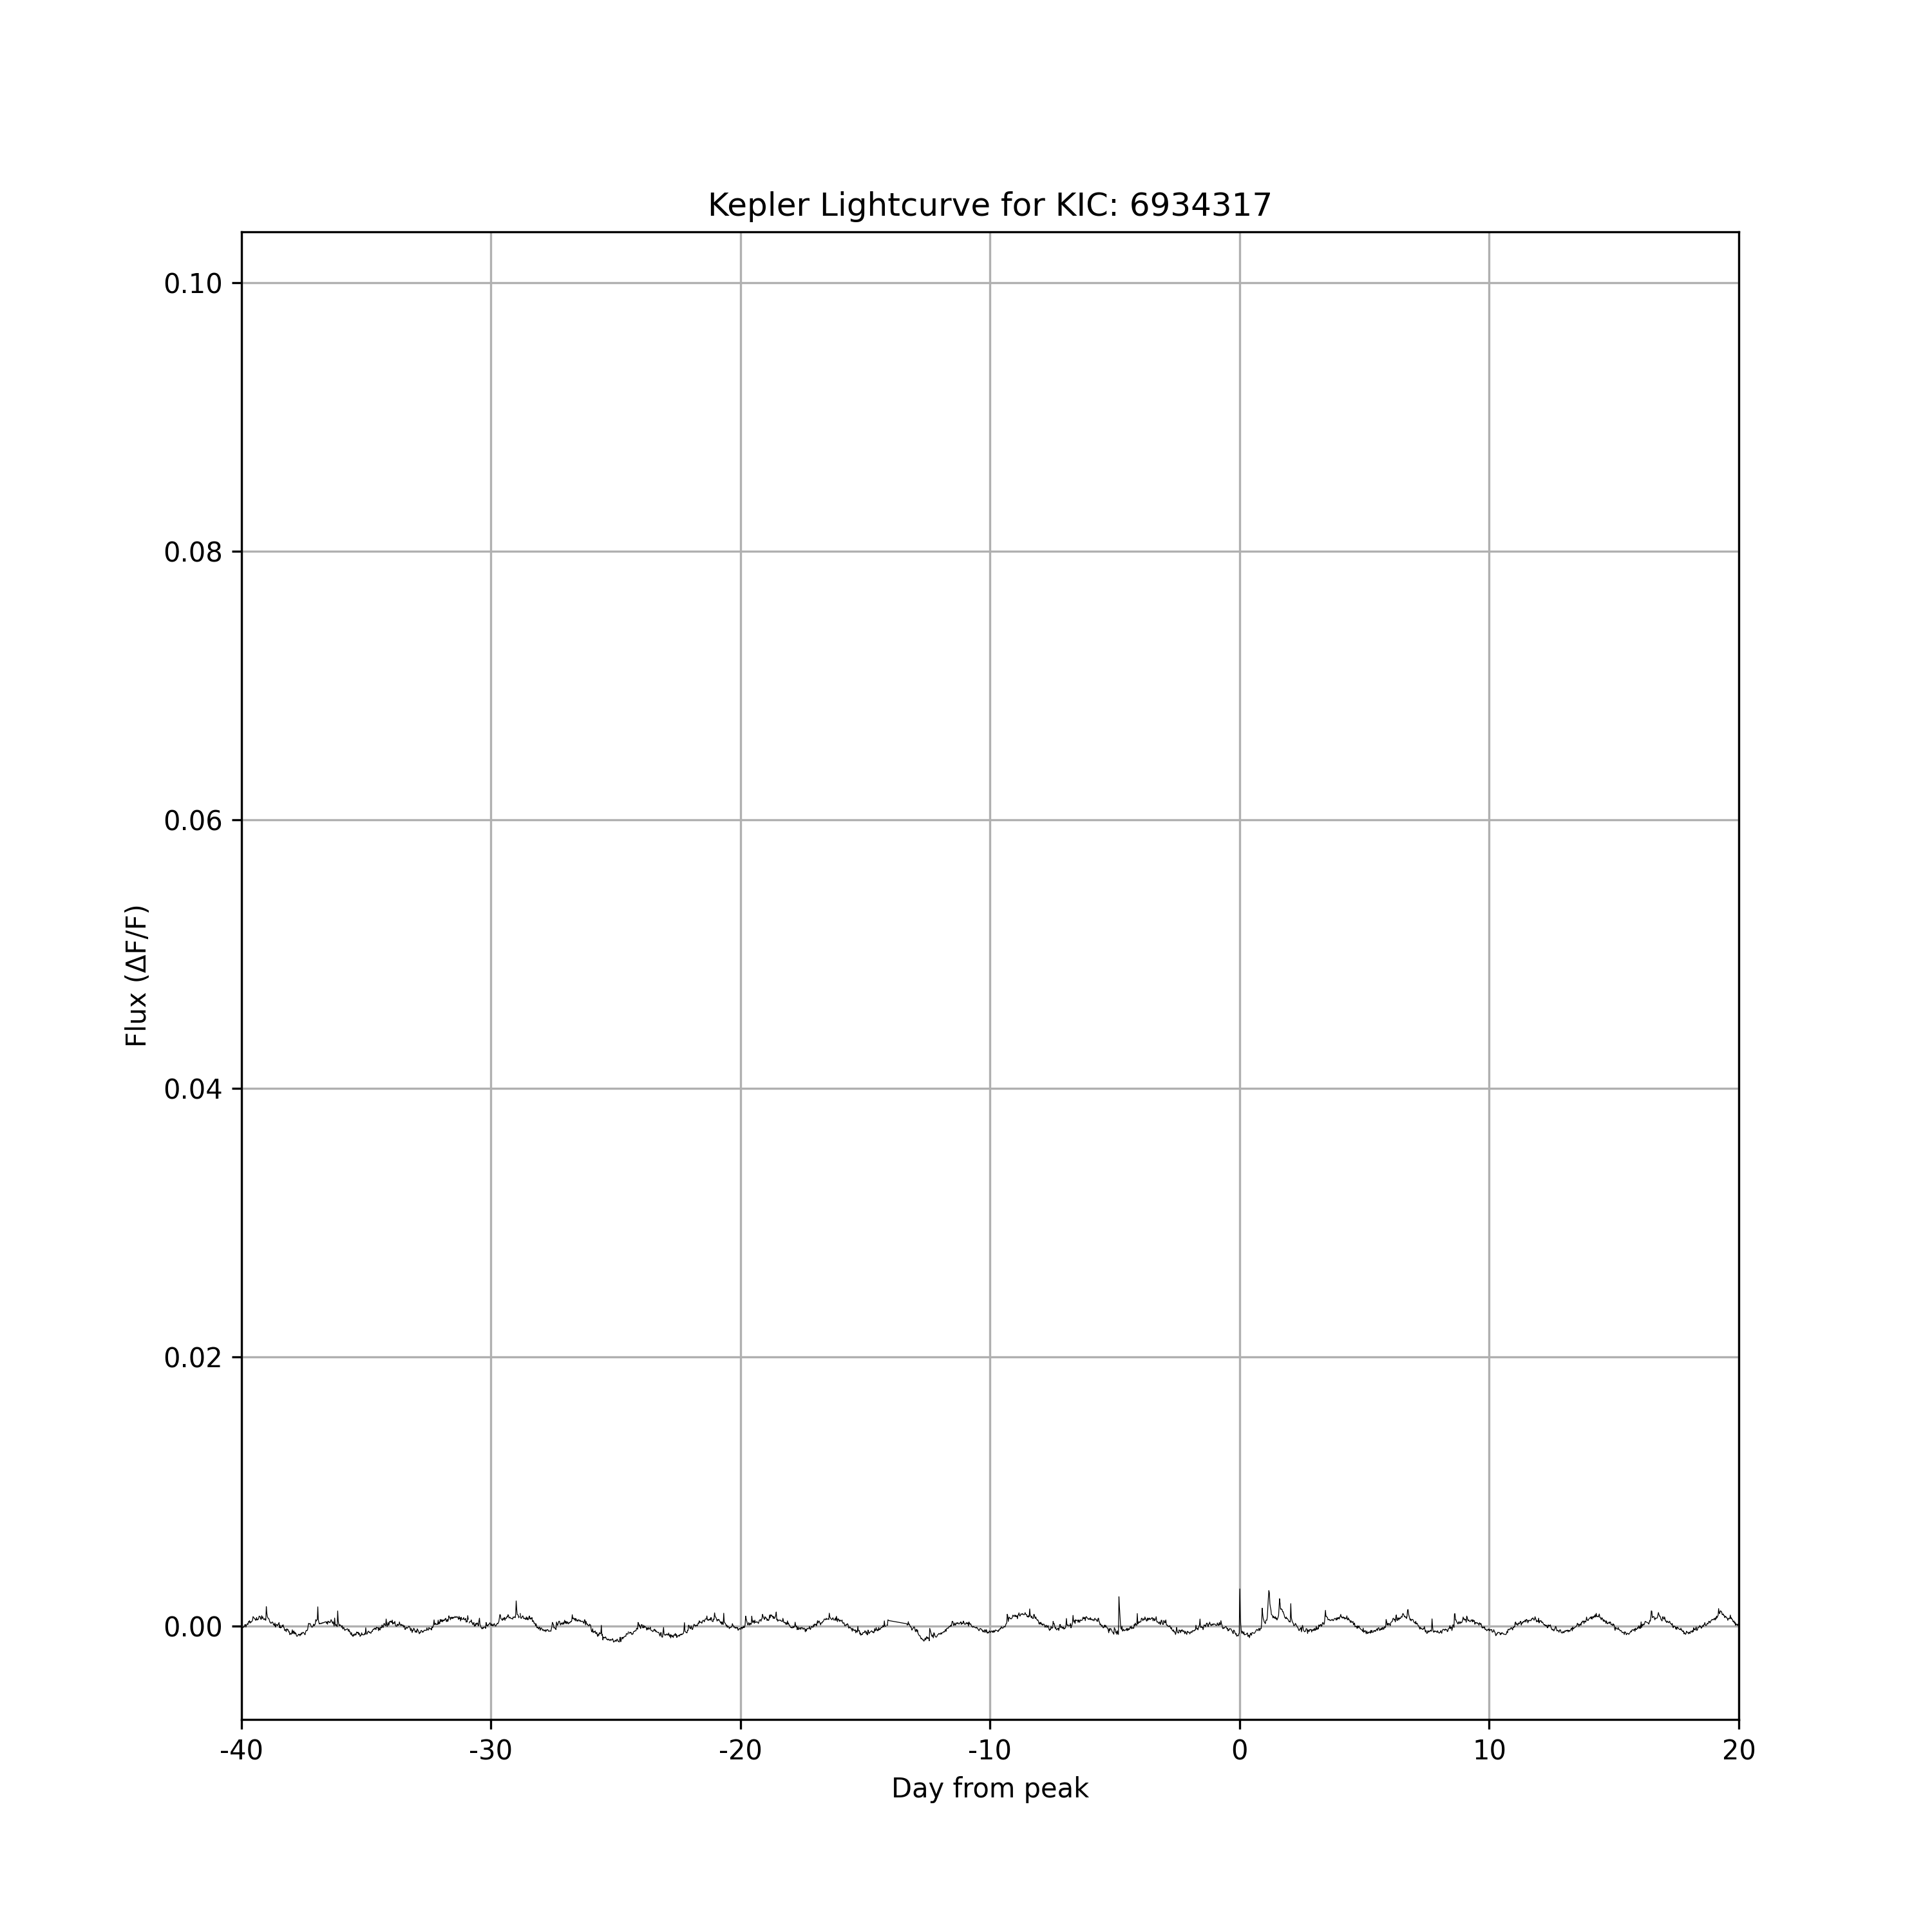 Kepler Lightcurve for KIC: 6934317
0.10
0.08
0.06
0.04
0.02
0.00
Flux (ΔF/F)
-40 -30 -20 -10 0 10 20
Day from peak